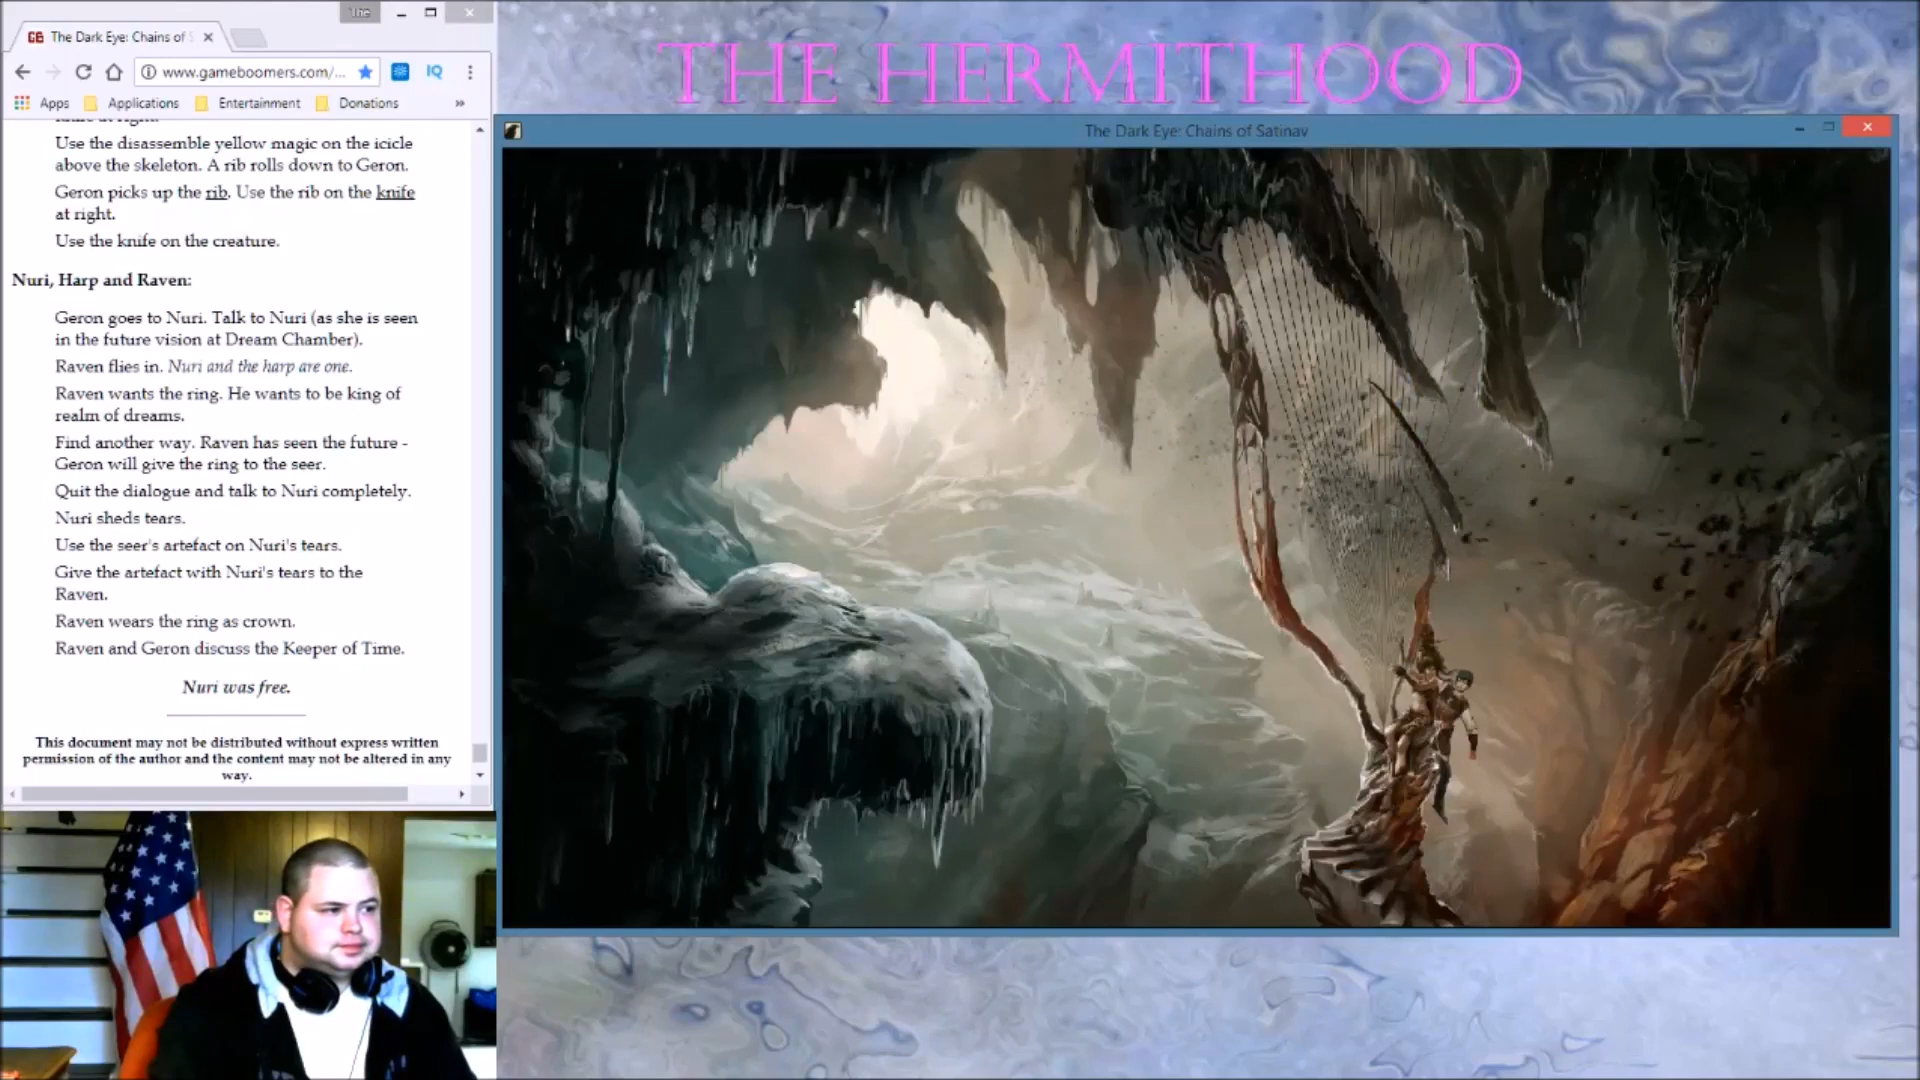 The
The Dark Eye: Chains of S
www.gameboomers.com/...
IQ
Apps
Applications
Entertainment
Donations
»
Use the disassemble yellow magic on the icicle
above the skeleton. A rib rolls down to Geron.
Geron picks up the rib. Use the rib on the knife
at right.
Use the knife on the creature.
Nuri, Harp and Raven:
Geron goes to Nuri. Talk to Nuri (as she is seen
in the future vision at Dream Chamber).
Raven flies in. Nuri and the harp are one.
Raven wants the ring. He wants to be king of
realm of dreams.
Find another way. Raven has seen the future -
Geron will give the ring to the seer.
Quit the dialogue and talk to Nuri completely.
Nuri sheds tears.
Use the seer's artefact on Nuri's tears.
Give the artefact with Nuri's tears to the
Raven.
Raven wears the ring as crown.
Raven and Geron discuss the Keeper of Time.
Nuri was free.
This document may not be distributed without express written
permission of the author and the content may not be altered in any
way.
THE HERMITHOOD
The Dark Eye: Chains of Satinav